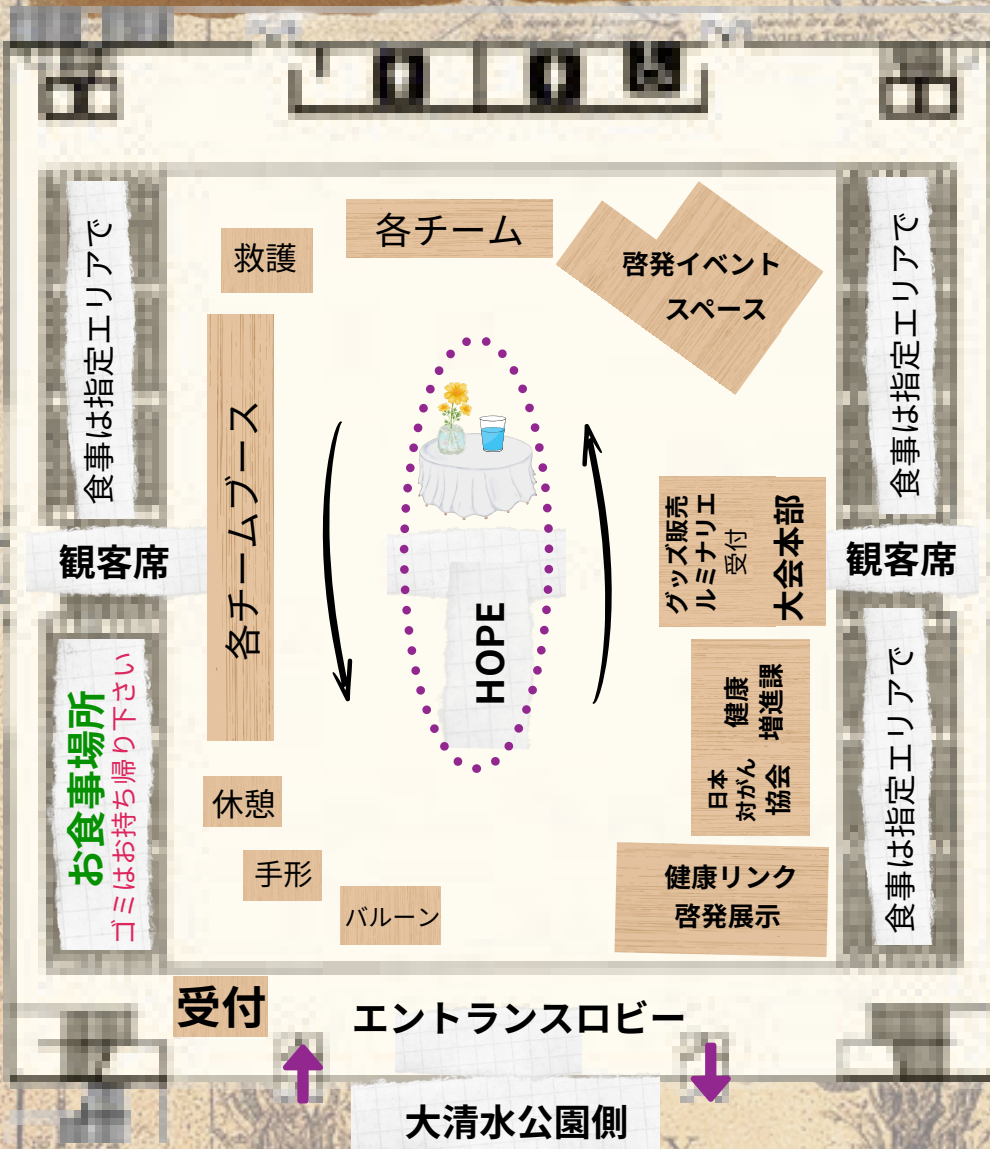 各チーム
救護
啓発イベント
スペース
食事は指定エリアで
食事は指定エリアで
各チームブース
観客席
観客席
グッズ販売
ルミナリエ
受付
大会本部
HOPE
健康
増進課
日本
対がん
協会
お食事場所
ゴミはお持ち帰り下さい
食事は指定エリアで
休憩
手形
バルーン
健康リンク
啓発展示
受付
エントランスロビー
大清水公園側